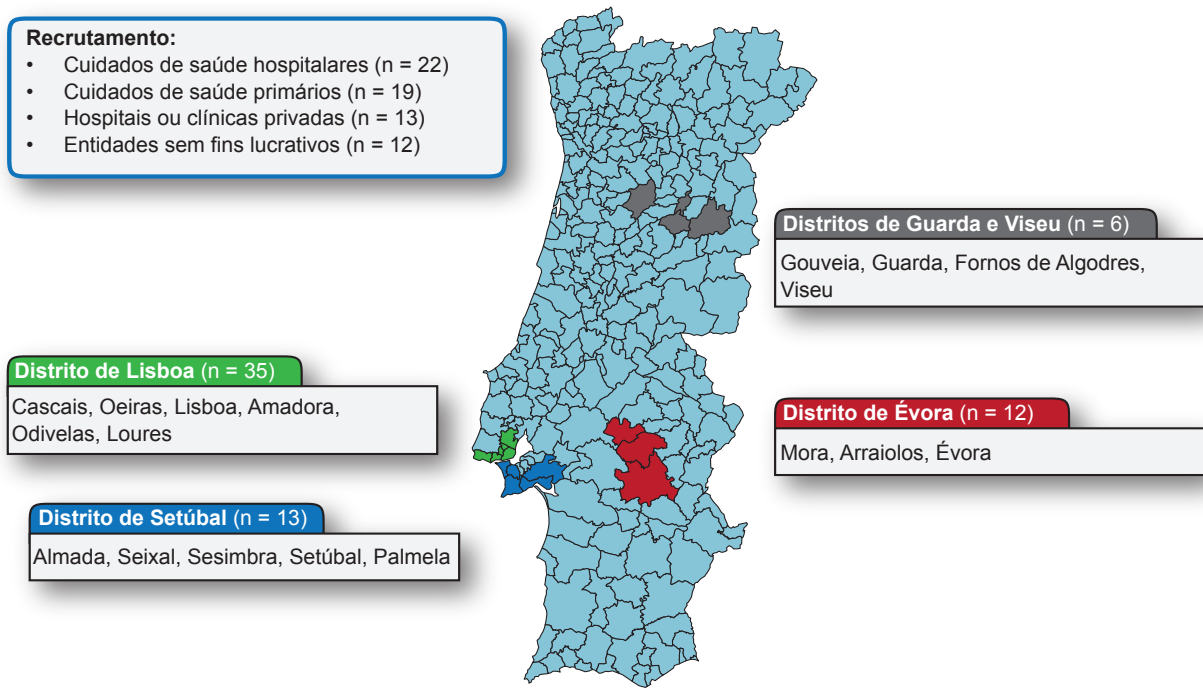 Recrutamento:
• Cuidados de saúde hospitalares (n = 22)
• Cuidados de saúde primários (n = 19)
• Hospitais ou clínicas privadas (n = 13)
• Entidades sem fins lucrativos (n = 12)
Distritos de Guarda e Viseu (n = 6)
Gouveia, Guarda, Fornos de Algodres,
Viseu
Distrito de Lisboa (n = 35)
Cascais, Oeiras, Lisboa, Amadora,
Odivelas, Loures
Distrito de Évora (n = 12)
Mora, Arraiolos, Évora
Distrito de Setúbal (n = 13)
Almada, Seixal, Sesimbra, Setúbal, Palmela